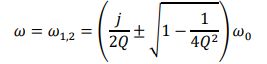 ω = ω₁,₂ = ( j/2Q ± √(1 − 1/4Q²) ) ω₀